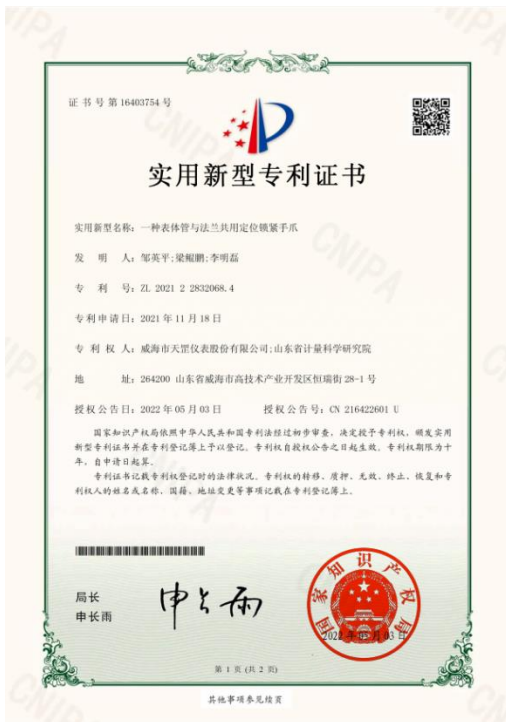 证书号第16403754号
实用新型专利证书
实用新型名称：一种表体管与法兰共用定位锁紧手爪
发 明 人：邹英平;梁鲲鹏;李明磊
专 利 号：ZL 2021 2 2832068.4
专利申请日：2021年11月18日
专 利 权 人：威海市天罡仪表股份有限公司;山东省计量科学研究院
地 址：264200 山东省威海市高技术产业开发区恒瑞街28-1号
授权公告日：2022年05月03日 授权公告号：CN 216422601 U
国家知识产权局依照中华人民共和国专利法经过初步审查，决定授予专利权，颁发实用
新型专利证书并在专利登记簿上予以登记。专利权自授权公告之日起生效。专利权期限为十
年，自申请日起算。
专利证书记载专利权登记时的法律状况。专利权的转移、质押、无效、终止、恢复和专
利权人的姓名或名称、国籍、地址变更等事项记载在专利登记簿上。
局长
申长雨
申长雨
国家知识产权局
2022年05月03日
第 1 页 (共 2 页)
其他事项参见续页
CNIPA
CNIPA
CNIPA